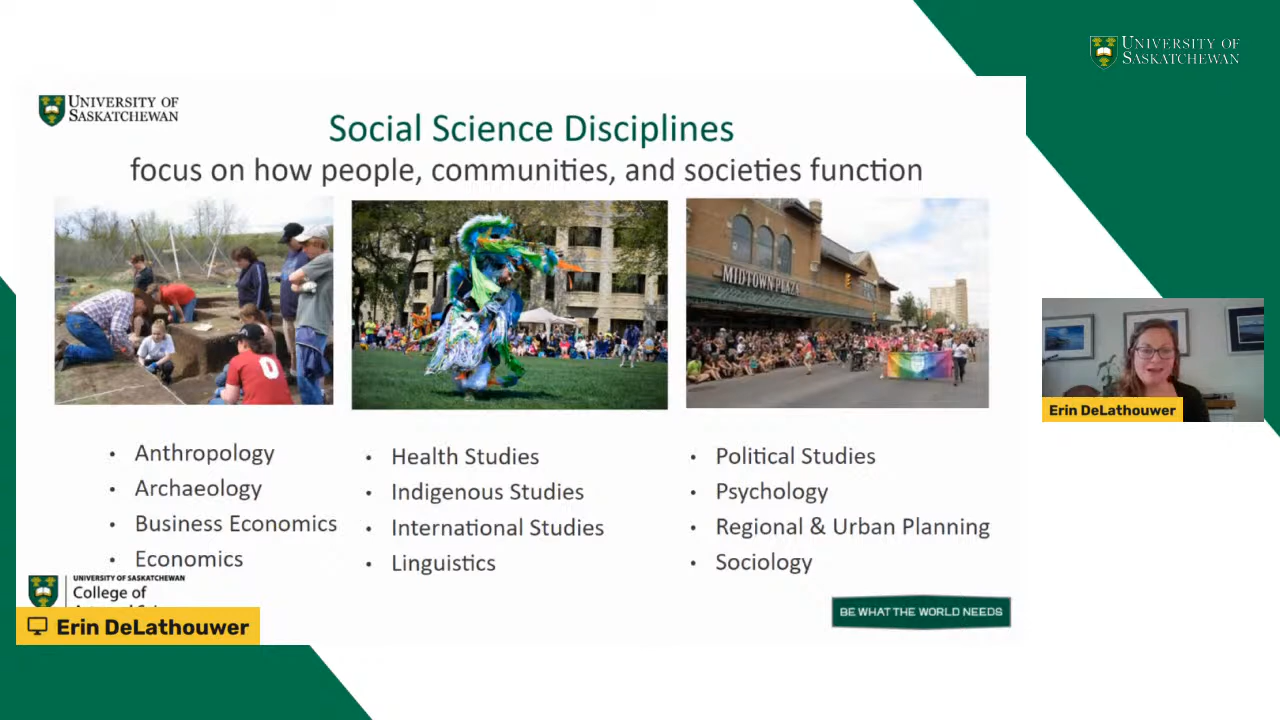 UNIVERSITY OF
SASKATCHEWAN
UNIVERSITY OF
SASKATCHEWAN
Social Science Disciplines
focus on how people, communities, and societies function
MIDTOWN PLAZA
Erin DeLathouwer
• Anthropology
• Archaeology
• Business Economics
• Economics
• Health Studies
• Indigenous Studies
• International Studies
• Linguistics
• Political Studies
• Psychology
• Regional & Urban Planning
• Sociology
UNIVERSITY OF SASKATCHEWAN
College of
BE WHAT THE WORLD NEEDS
Erin DeLathouwer